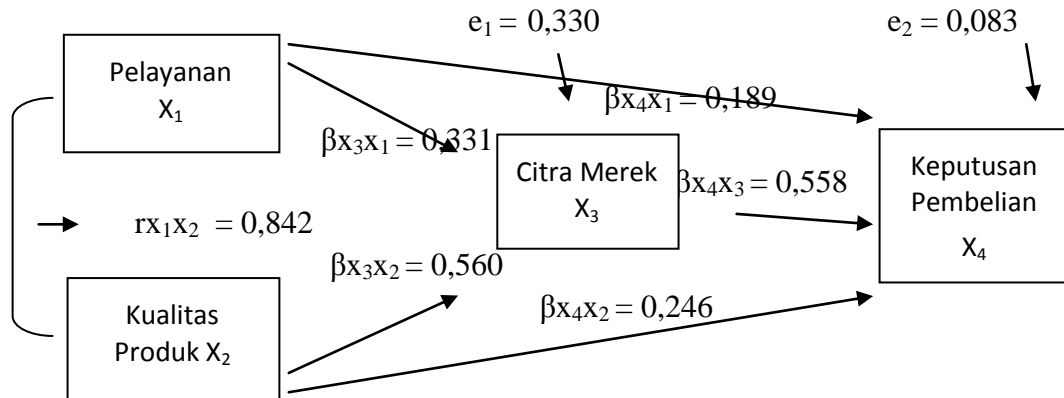 e₁ = 0,330
e₂ = 0,083
Pelayanan
X₁
βx₄x₁ = 0,189
βx₃x₁ = 0,331
Citra Merek
X₃
βx₄x₃ = 0,558
Keputusan
Pembelian
X₄
rx₁x₂ = 0,842
βx₃x₂ = 0,560
Kualitas
Produk X₂
βx₄x₂ = 0,246